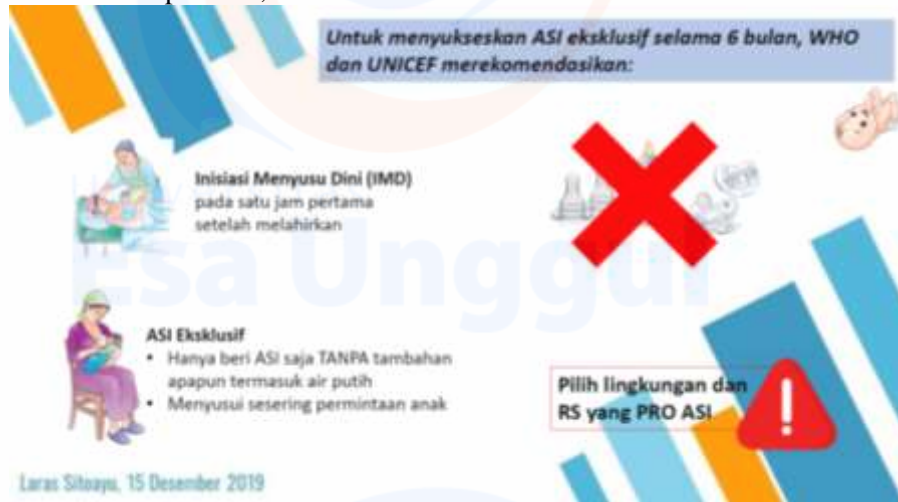 Untuk menyukseskan ASI eksklusif selama 6 bulan, WHO
dan UNICEF merekomendasikan:
Inisiasi Menyusu Dini (IMD)
pada satu jam pertama
setelah melahirkan
Esa Unggul
ASI Eksklusif
• Hanya beri ASI saja TANPA tambahan
apapun termasuk air putih
• Menyusui sesering permintaan anak
Pilih lingkungan dan
RS yang PRO ASI
Laras Sitoayu, 15 Desember 2019